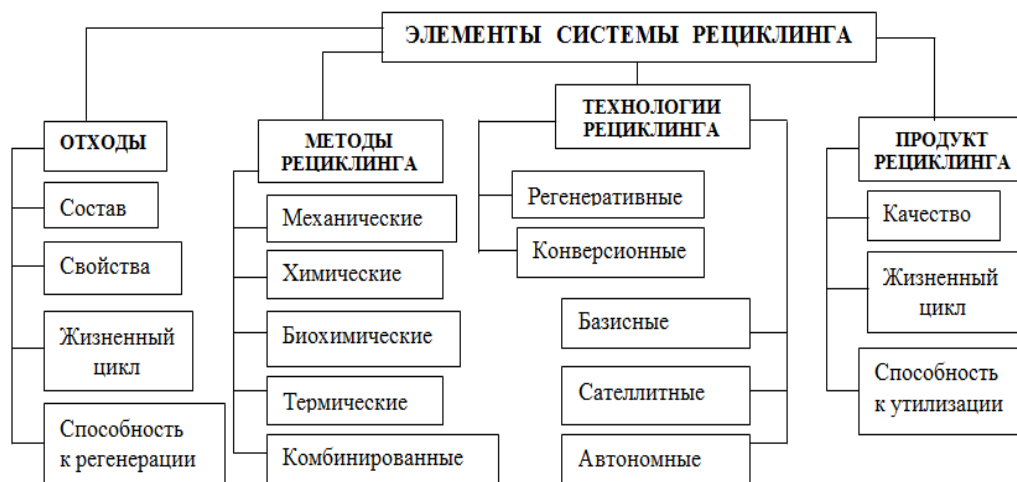 ЭЛЕМЕНТЫ СИСТЕМЫ РЕЦИКЛИНГА
ОТХОДЫ
Состав
Свойства
Жизненный
цикл
Способность
к регенерации
МЕТОДЫ
РЕЦИКЛИНГА
Механические
Химические
Биохимические
Термические
Комбинированные
ТЕХНОЛОГИИ
РЕЦИКЛИНГА
Регенеративные
Конверсионные
Базисные
Сателлитные
Автономные
ПРОДУКТ
РЕЦИКЛИНГА
Качество
Жизненный
цикл
Способность
к утилизации